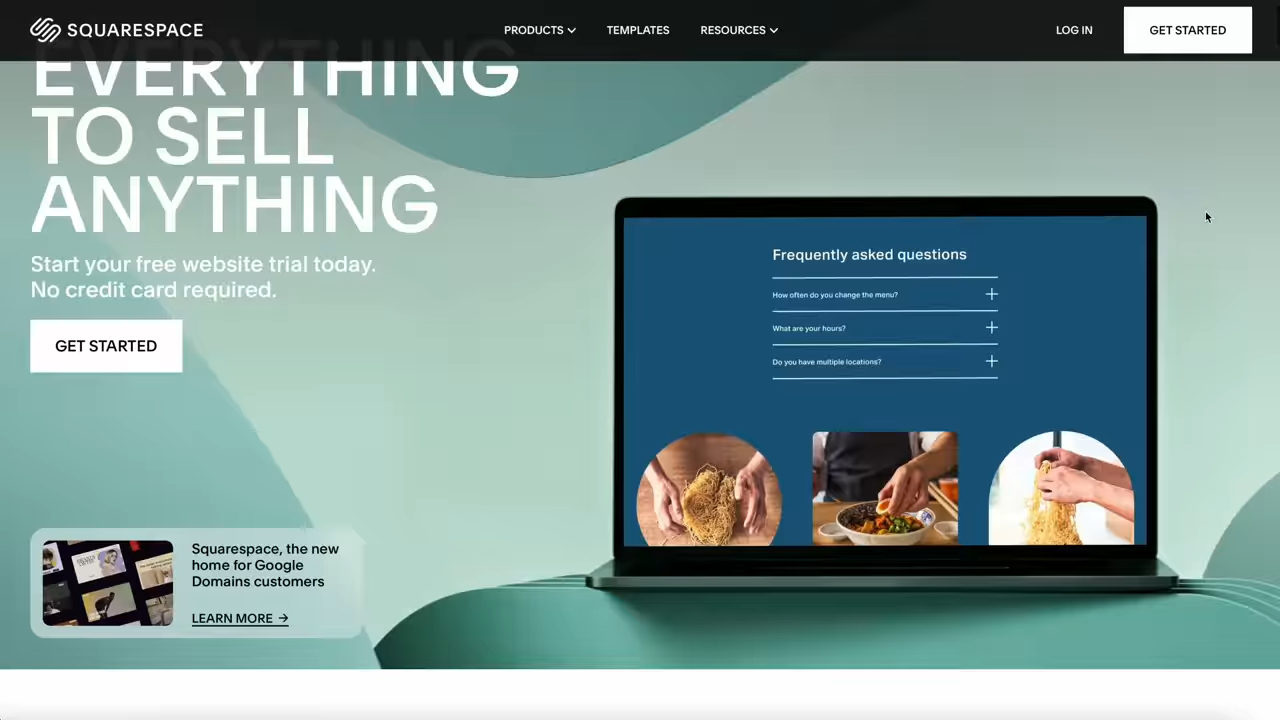 SQUARESPACE
PRODUCTS
TEMPLATES
RESOURCES
LOG IN
GET STARTED
EVERYTHING
TO SELL
ANYTHING
Start your free website trial today.
No credit card required.
GET STARTED
Frequently asked questions
How often do you change the menu?
What are your hours?
Do you have multiple locations?
Squarespace, the new
home for Google
Domains customers
LEARN MORE →